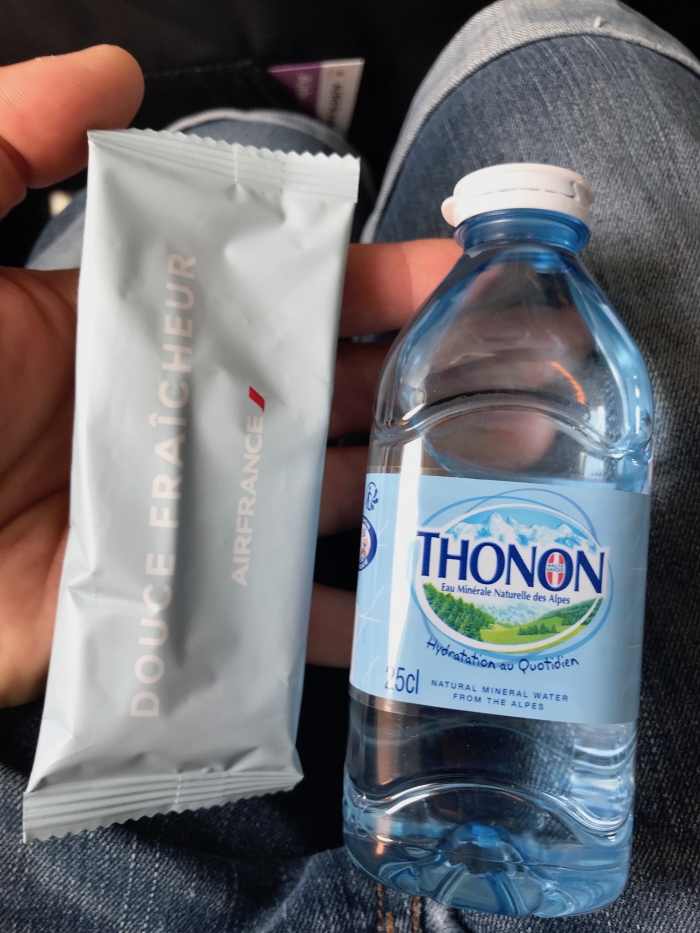 DOUCE FRAÎCHEUR
AIRFRANCE
THONON
Eau Minérale Naturelle des Alpes
Hydratation au Quotidien
25cl
NATURAL MINERAL WATER
FROM THE ALPES